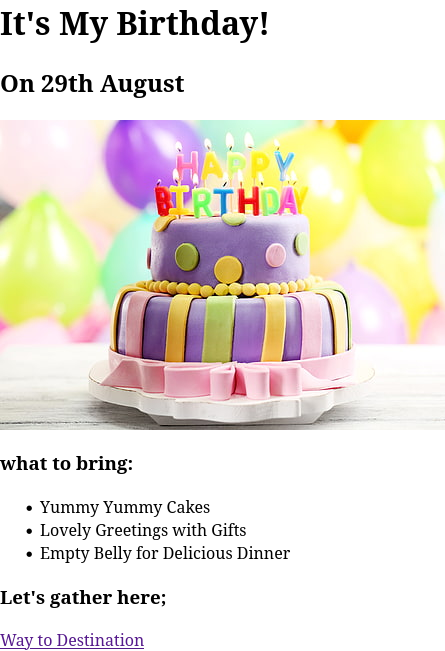 It's My Birthday!
On 29th August
HAPPY
BIRTHDAY
what to bring:
Yummy Yummy Cakes
Lovely Greetings with Gifts
Empty Belly for Delicious Dinner
Let's gather here;
Way to Destination